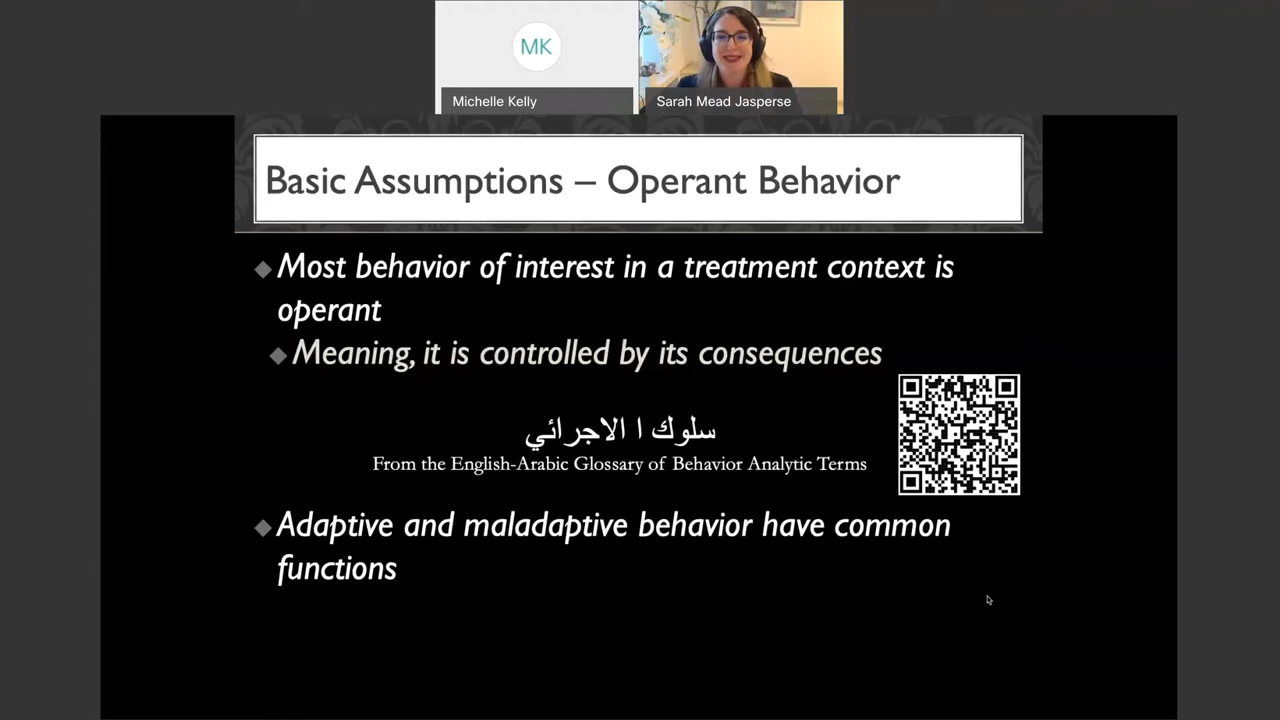 MK
Michelle Kelly
Sarah Mead Jasperse
Basic Assumptions – Operant Behavior
Most behavior of interest in a treatment context is
operant
Meaning, it is controlled by its consequences
سلوك ا الاجرائي
From the English-Arabic Glossary of Behavior Analytic Terms
Adaptive and maladaptive behavior have common
functions